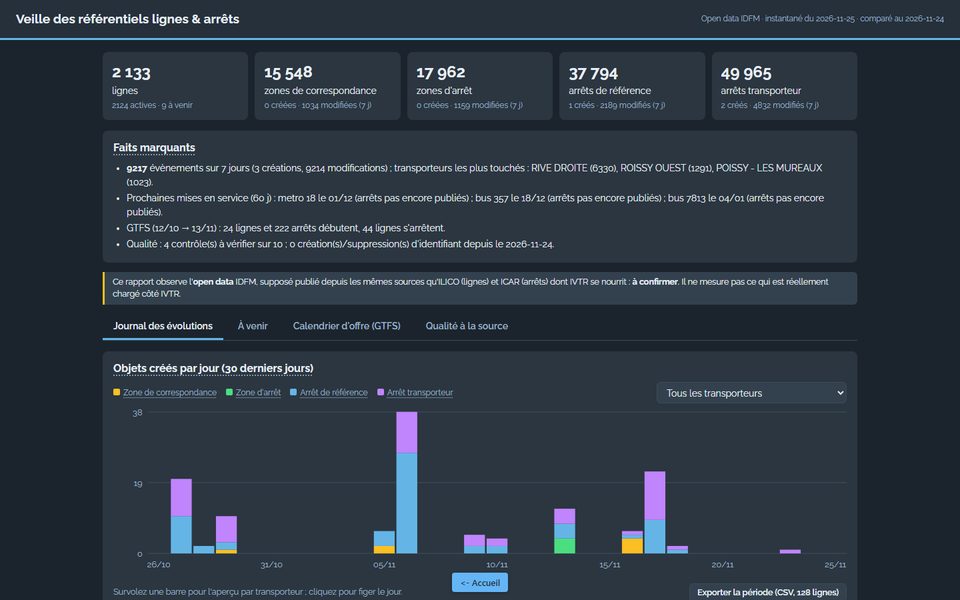 Veille des référentiels lignes & arrêts
Open data IDFM · instantané du 2026-11-25 · comparé au 2026-11-24
2 133
lignes
2124 actives · 9 à venir
15 548
zones de correspondance
0 créées · 1034 modifiées (7 j)
17 962
zones d'arrêt
0 créées · 1159 modifiées (7 j)
37 794
arrêts de référence
1 créés · 2189 modifiés (7 j)
49 965
arrêts transporteur
2 créés · 4832 modifiés (7 j)
Faits marquants
• 9217 évènements sur 7 jours (3 créations, 9214 modifications) ; transporteurs les plus touchés : RIVE DROITE (6330), ROISSY OUEST (1291), POISSY - LES MUREAUX
(1023).
• Prochaines mises en service (60 j) : metro 18 le 01/12 (arrêts pas encore publiés) ; bus 357 le 18/12 (arrêts pas encore publiés) ; bus 7813 le 04/01 (arrêts pas encore
publiés).
• GTFS (12/10 → 13/11) : 24 lignes et 222 arrêts débutent, 44 lignes s'arrêtent.
• Qualité : 4 contrôle(s) à vérifier sur 10 ; 0 création(s)/suppression(s) d'identifiant depuis le 2026-11-24.
Ce rapport observe l'open data IDFM, supposé publié depuis les mêmes sources qu'ILICO (lignes) et ICAR (arrêts) dont IVTR se nourrit : à confirmer. Il ne mesure pas ce qui est réellement
chargé côté IVTR.
Journal des évolutions
À venir
Calendrier d'offre (GTFS)
Qualité à la source
Objets créés par jour (30 derniers jours)
Zone de correspondance
Zone d'arrêt
Arrêt de référence
Arrêt transporteur
Tous les transporteurs
38
19
0
26/10
31/10
05/11
10/11
15/11
20/11
25/11
<- Accueil
Survolez une barre pour l'aperçu par transporteur ; cliquez pour figer le jour.
Exporter la période (CSV, 128 lignes)